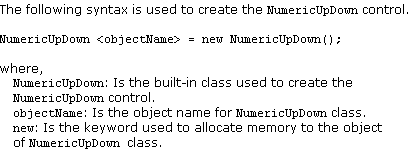 The following syntax is used to create the NumericUpDown control.
NumericUpDown <objectName> = new NumericUpDown();
where,
NumericUpDown: Is the built-in class used to create the
NumericUpDown control.
objectName: Is the object name for NumericUpDown class.
new: Is the keyword used to allocate memory to the object
of NumericUpDown class.